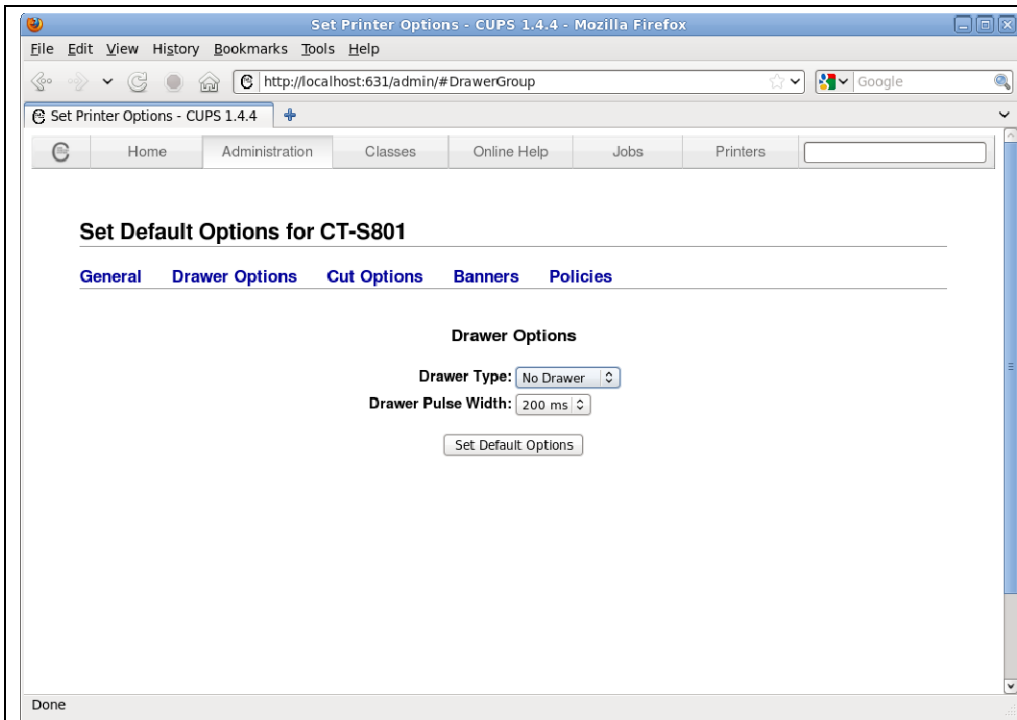 Set Printer Options - CUPS 1.4.4 - Mozilla Firefox
File Edit View History Bookmarks Tools Help
http://localhost:631/admin/#DrawerGroup Google
Set Printer Options - CUPS 1.4.4
Home Administration Classes Online Help Jobs Printers
Set Default Options for CT-S801
General Drawer Options Cut Options Banners Policies
Drawer Options
Drawer Type: No Drawer
Drawer Pulse Width: 200 ms
Set Default Options
Done